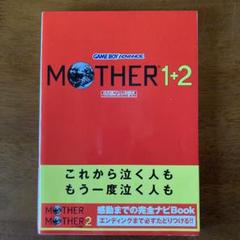 GAME BOY ADVANCE
MOTHER 1+2
これから泣く人も
もう一度泣く人も
MOTHER
MOTHER2
感動までの完全ナビBook
エンディングまで必ずたどりつける!!